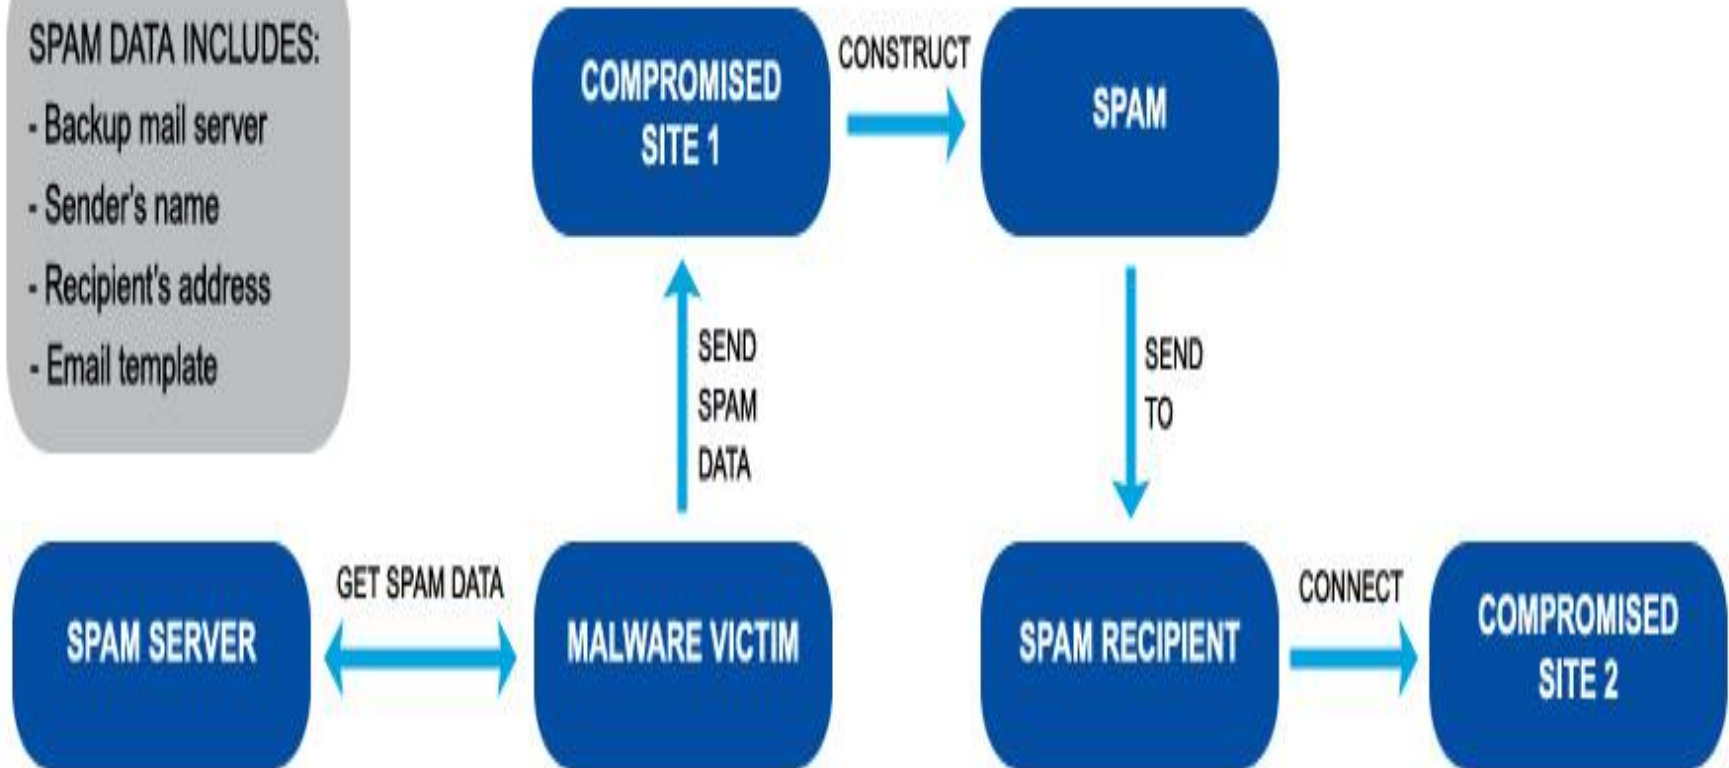 SPAM DATA INCLUDES:
- Backup mail server
- Sender's name
- Recipient's address
- Email template
COMPROMISED
SITE 1
CONSTRUCT
SPAM
SEND
SPAM
DATA
SEND
TO
SPAM SERVER
GET SPAM DATA
MALWARE VICTIM
SPAM RECIPIENT
CONNECT
COMPROMISED
SITE 2